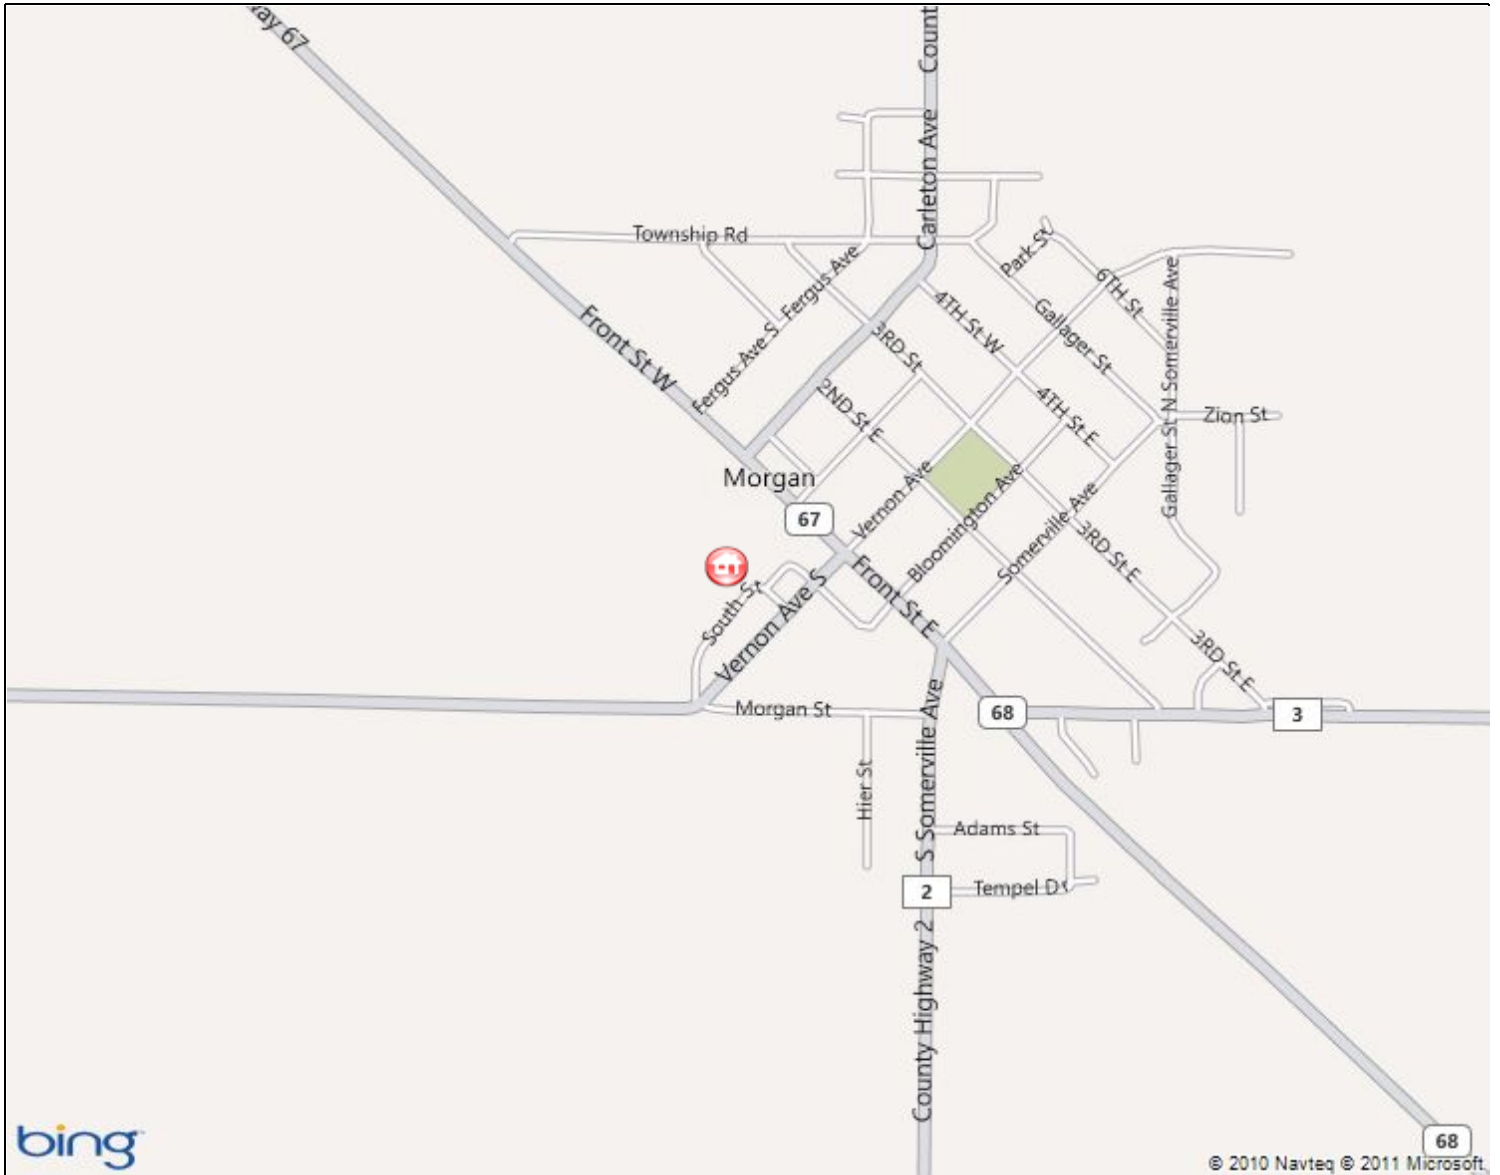 way 67
Count
Carleton Ave
Township Rd
Park St
6TH St
Fergus Ave
Gallager St
N Somerville Ave
4TH St W
Front St W
3RD St
Fergus Ave S
2ND St E
4TH St E
Zion St
Gallager St
Morgan
Vernon Ave
Bloomington Ave
67
Somerville Ave
3RD St E
Front St E
South St
Vernon Ave S
3RD St E
Morgan St
68
3
S Somerville Ave
Hier St
Adams St
2
Tempel Dr
County Highway 2
68
bing
© 2010 Navteq © 2011 Microsoft